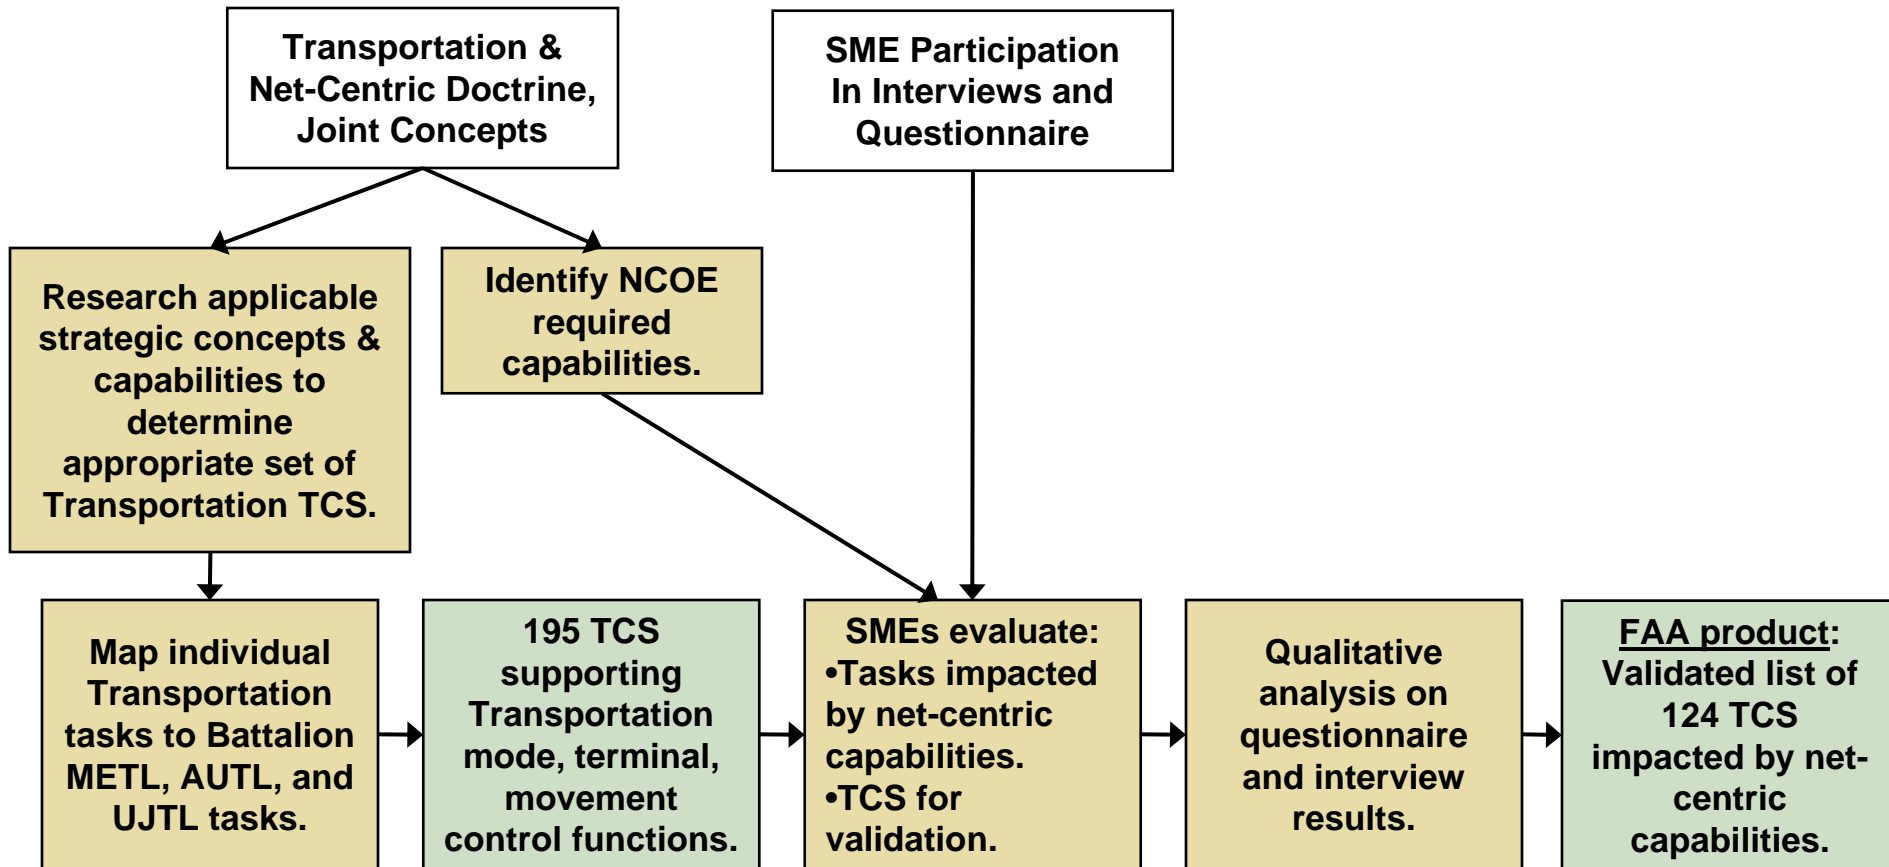 Transportation &
Net-Centric Doctrine,
Joint Concepts
SME Participation
In Interviews and
Questionnaire
Research applicable
strategic concepts &
capabilities to
determine
appropriate set of
Transportation TCS.
Identify NCOE
required
capabilities.
Map individual
Transportation
tasks to Battalion
METL, AUTL, and
UJTL tasks.
195 TCS
supporting
Transportation
mode, terminal,
movement
control functions.
SMEs evaluate:
•Tasks impacted
by net-centric
capabilities.
•TCS for
validation.
Qualitative
analysis on
questionnaire
and interview
results.
FAA product:
Validated list of
124 TCS
impacted by net-
centric
capabilities.